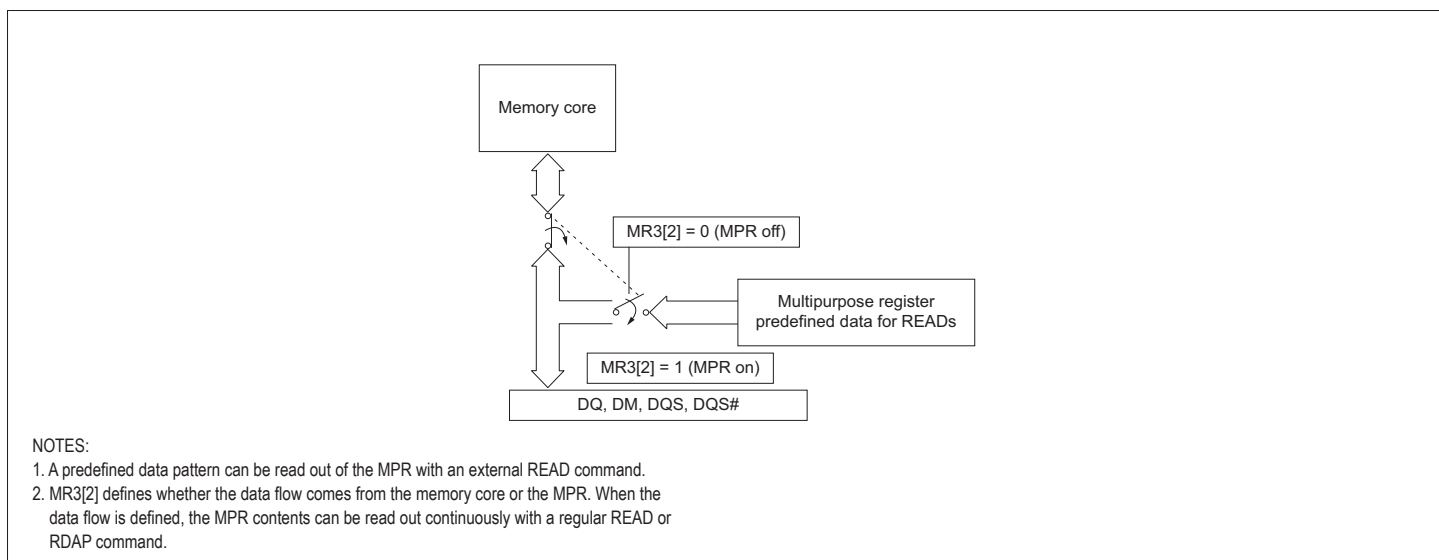 Memory core
MR3[2] = 0 (MPR off)
Multipurpose register
predefined data for READs
MR3[2] = 1 (MPR on)
DQ, DM, DQS, DQS#
NOTES:
1. A predefined data pattern can be read out of the MPR with an external READ command.
2. MR3[2] defines whether the data flow comes from the memory core or the MPR. When the
data flow is defined, the MPR contents can be read out continuously with a regular READ or
RDAP command.